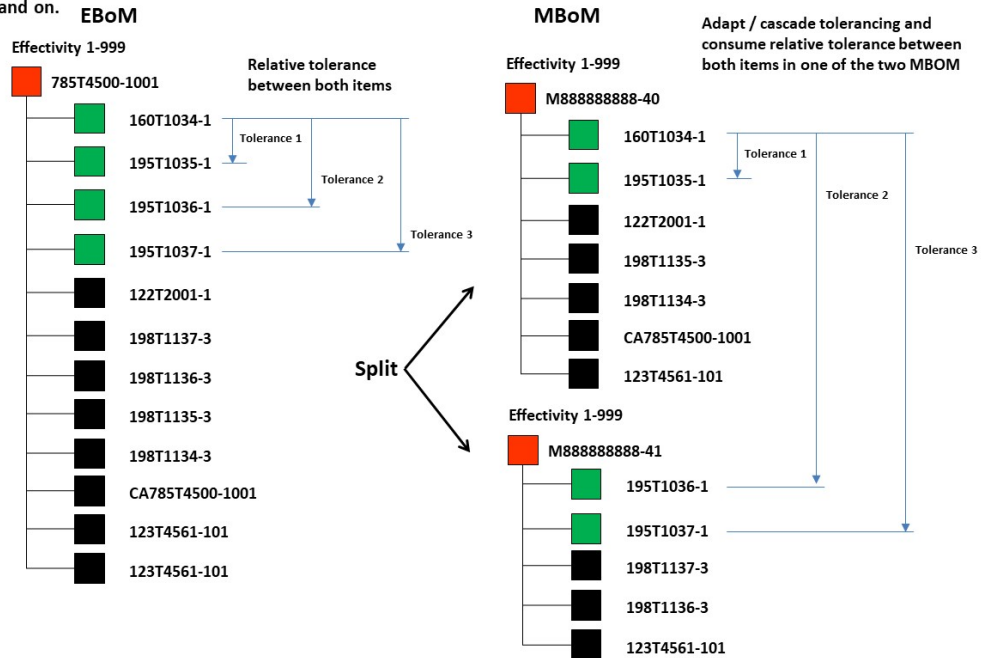 and on.
EBoM
Effectivity 1-999
785T4500-1001
160T1034-1
195T1035-1
195T1036-1
195T1037-1
122T2001-1
198T1137-3
198T1136-3
198T1135-3
198T1134-3
CA785T4500-1001
123T4561-101
123T4561-101
Relative tolerance
between both items
Tolerance 1
Tolerance 2
Tolerance 3
Split
MBoM
Adapt / cascade tolerancing and
consume relative tolerance between
both items in one of the two MBOM
Effectivity 1-999
M888888888-40
160T1034-1
195T1035-1
122T2001-1
198T1135-3
198T1134-3
CA785T4500-1001
123T4561-101
Tolerance 1
Tolerance 2
Tolerance 3
Effectivity 1-999
M888888888-41
195T1036-1
195T1037-1
198T1137-3
198T1136-3
123T4561-101